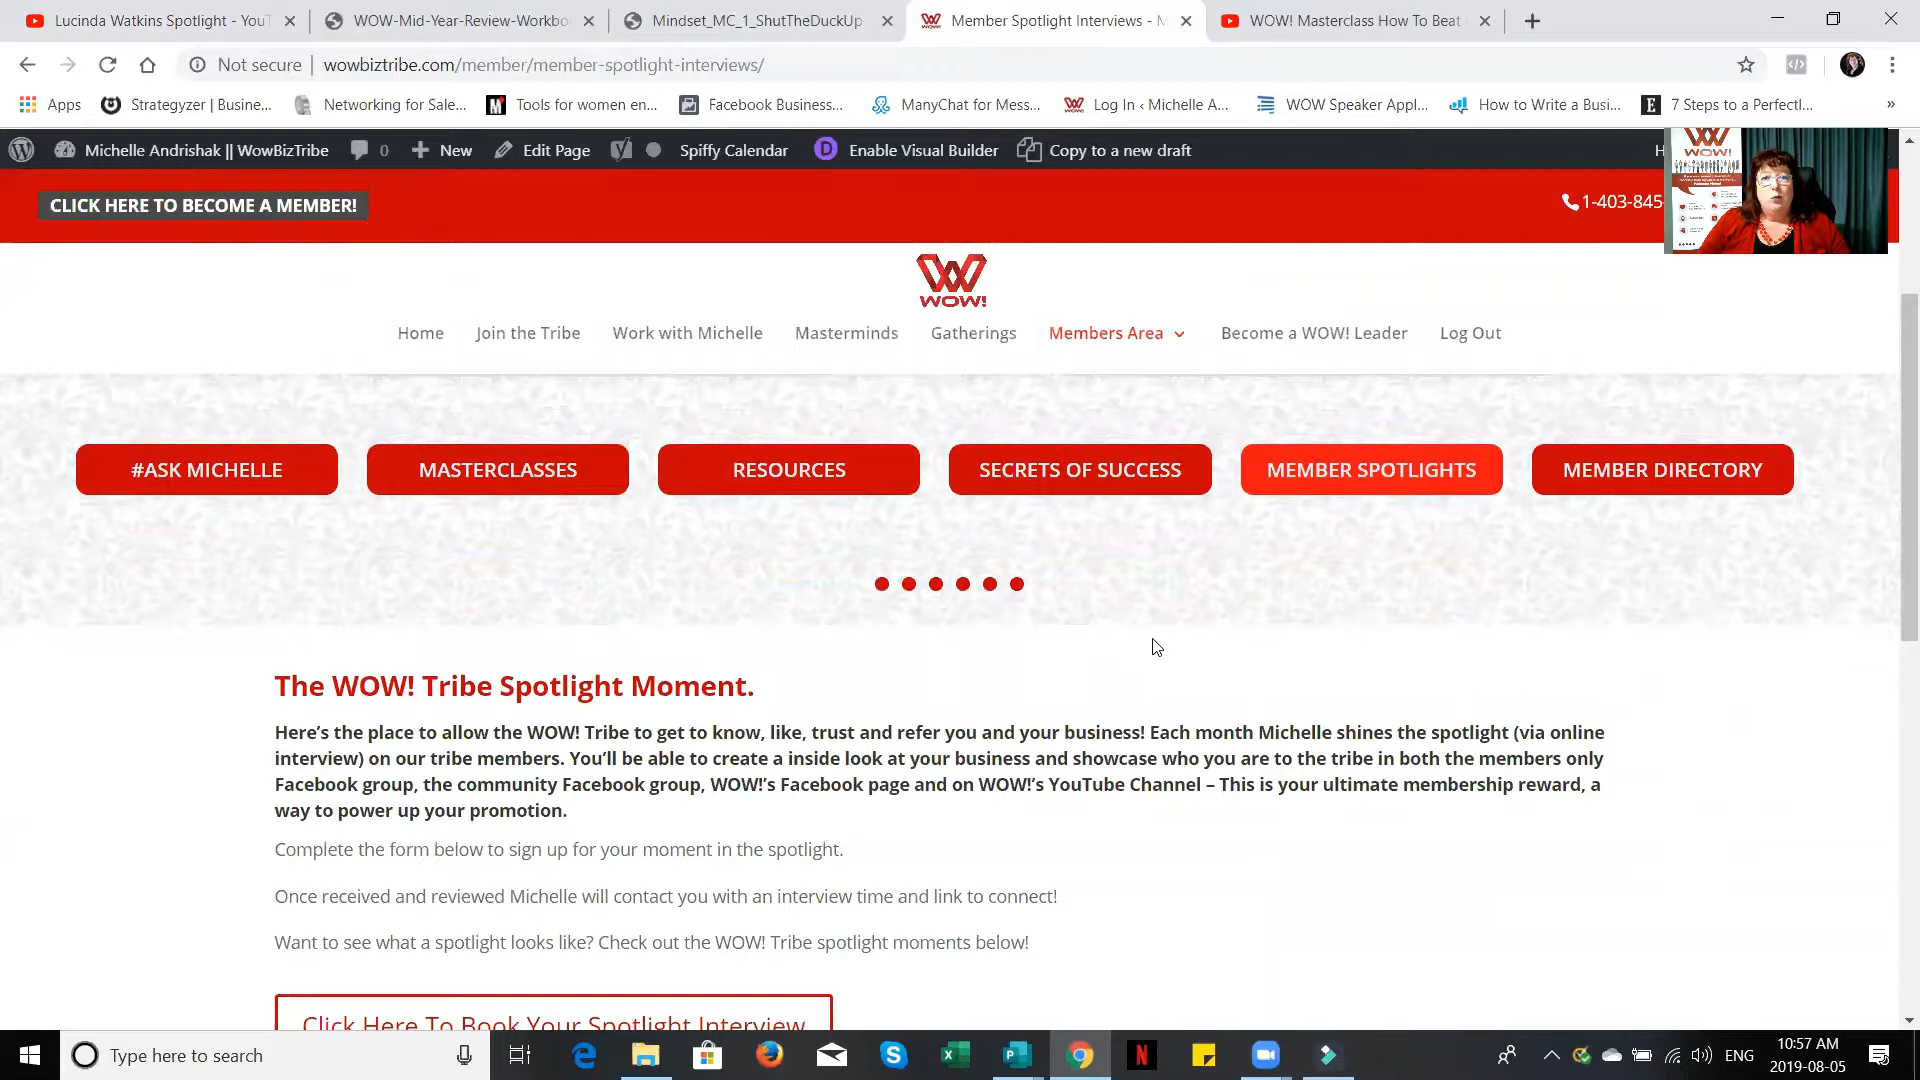 Lucinda Watkins Spotlight - YouT
WOW-Mid-Year-Review-Workbo
Mindset_MC_1_ShutTheDuckUp
Member Spotlight Interviews - M
WOW! Masterclass How To Beat
Not secure
wowbiztribe.com/member/member-spotlight-interviews/
Apps
Strategyzer | Busine...
Networking for Sale...
Tools for women en...
Facebook Business...
ManyChat for Mess...
Log In ‹ Michelle A...
WOW Speaker Appl...
How to Write a Busi...
7 Steps to a Perfectl...
»
Michelle Andrishak || WowBizTribe
0
New
Edit Page
Spiffy Calendar
Enable Visual Builder
Copy to a new draft
H
WOW!
CLICK HERE TO BECOME A MEMBER!
1-403-845-
WOW!
Home
Join the Tribe
Work with Michelle
Masterminds
Gatherings
Members Area
Become a WOW! Leader
Log Out
#ASK MICHELLE
MASTERCLASSES
RESOURCES
SECRETS OF SUCCESS
MEMBER SPOTLIGHTS
MEMBER DIRECTORY
The WOW! Tribe Spotlight Moment.
Here's the place to allow the WOW! Tribe to get to know, like, trust and refer you and your business! Each month Michelle shines the spotlight (via online
interview) on our tribe members. You'll be able to create a inside look at your business and showcase who you are to the tribe in both the members only
Facebook group, the community Facebook group, WOW!'s Facebook page and on WOW!'s YouTube Channel – This is your ultimate membership reward, a
way to power up your promotion.
Complete the form below to sign up for your moment in the spotlight.
Once received and reviewed Michelle will contact you with an interview time and link to connect!
Want to see what a spotlight looks like? Check out the WOW! Tribe spotlight moments below!
Click Here To Book Your Spotlight Interview
Type here to search
ENG
10:57 AM
2019-08-05